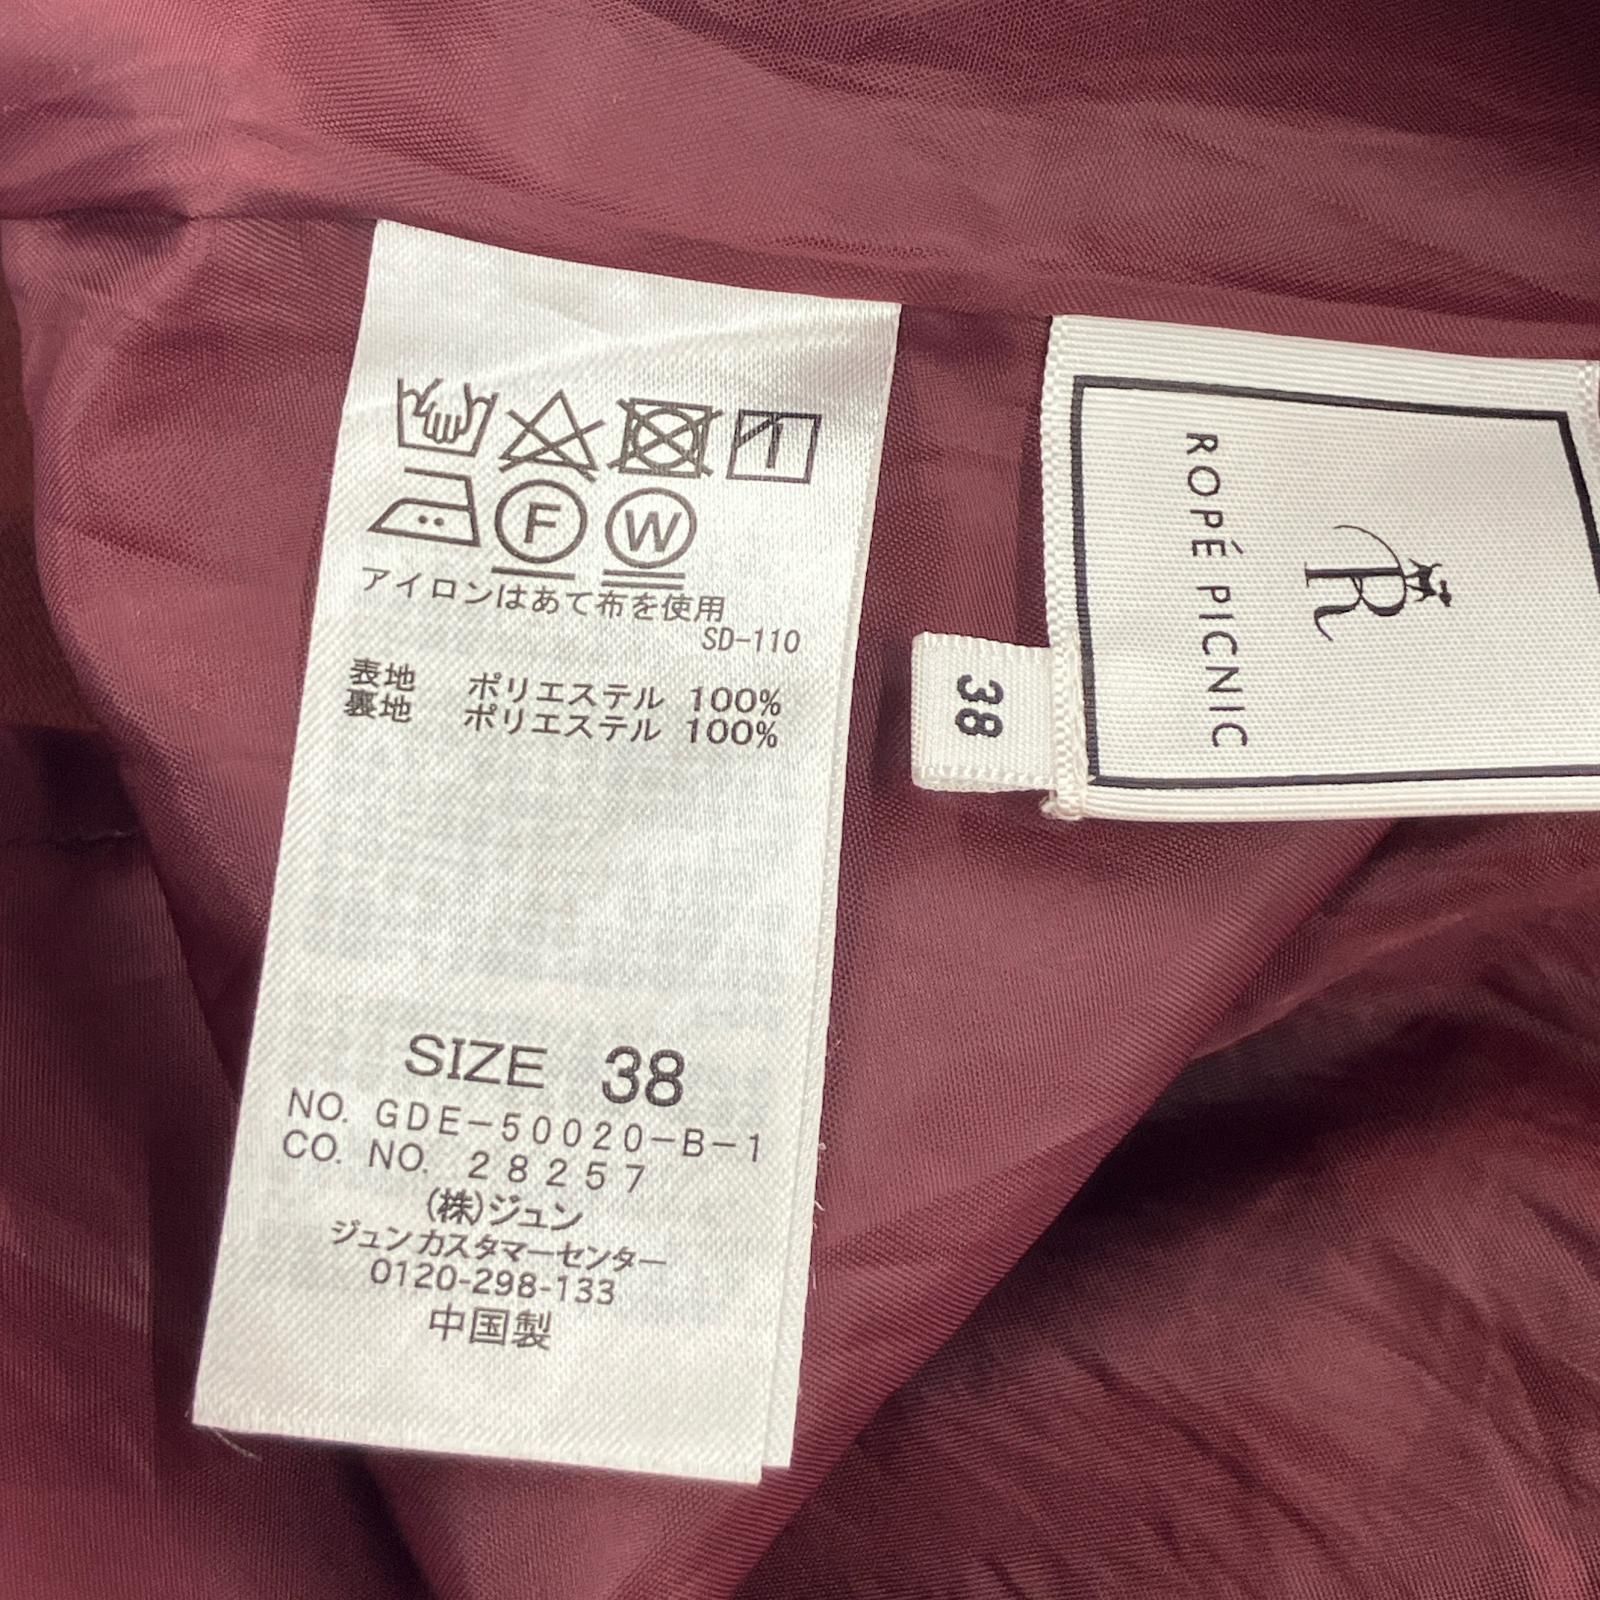 F W
アイロンはあて布を使用
SD-110
表地 ポリエステル 100%
裏地 ポリエステル 100%
SIZE 38
NO. GDE-50020-B-1
CO. NO. 28257
(株)ジュン
ジュンカスタマーセンター
0120-298-133
中国製
38
ROPÉ PICNIC
R